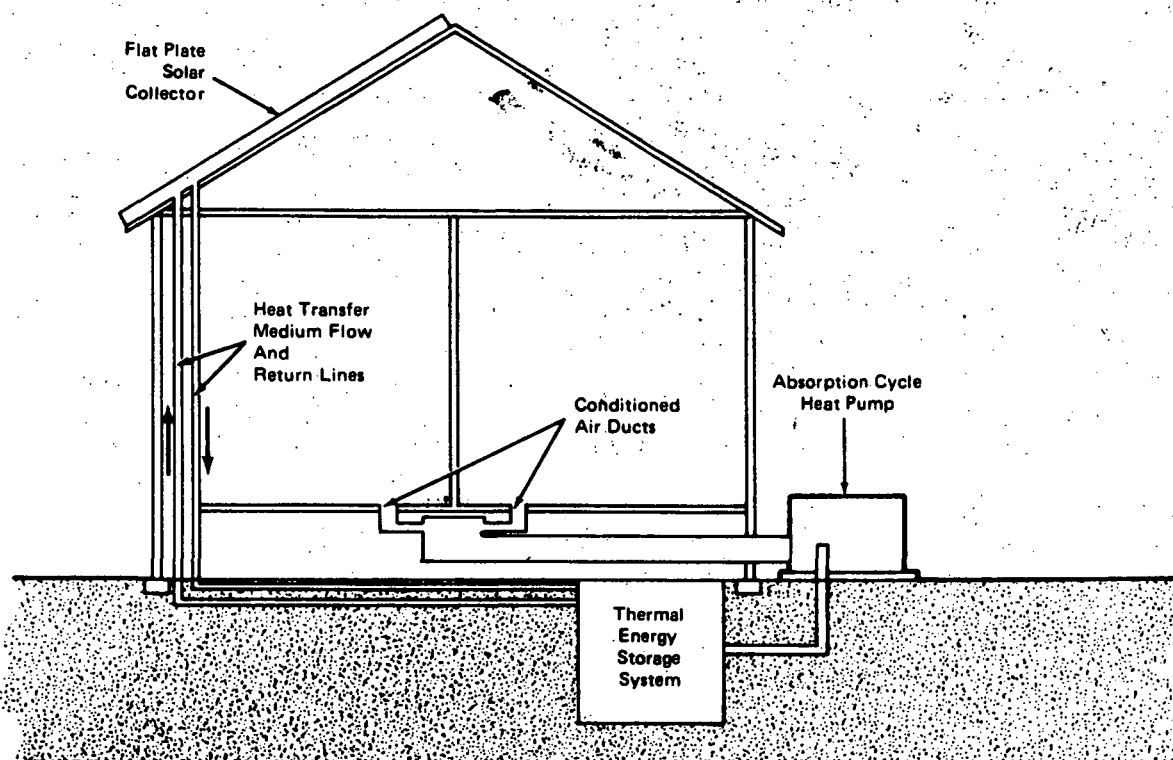 Flat Plate
Solar
Collector
Heat Transfer
Medium Flow
And
Return Lines
Conditioned
Air Ducts
Absorption Cycle
Heat Pump
Thermal
Energy
Storage
System